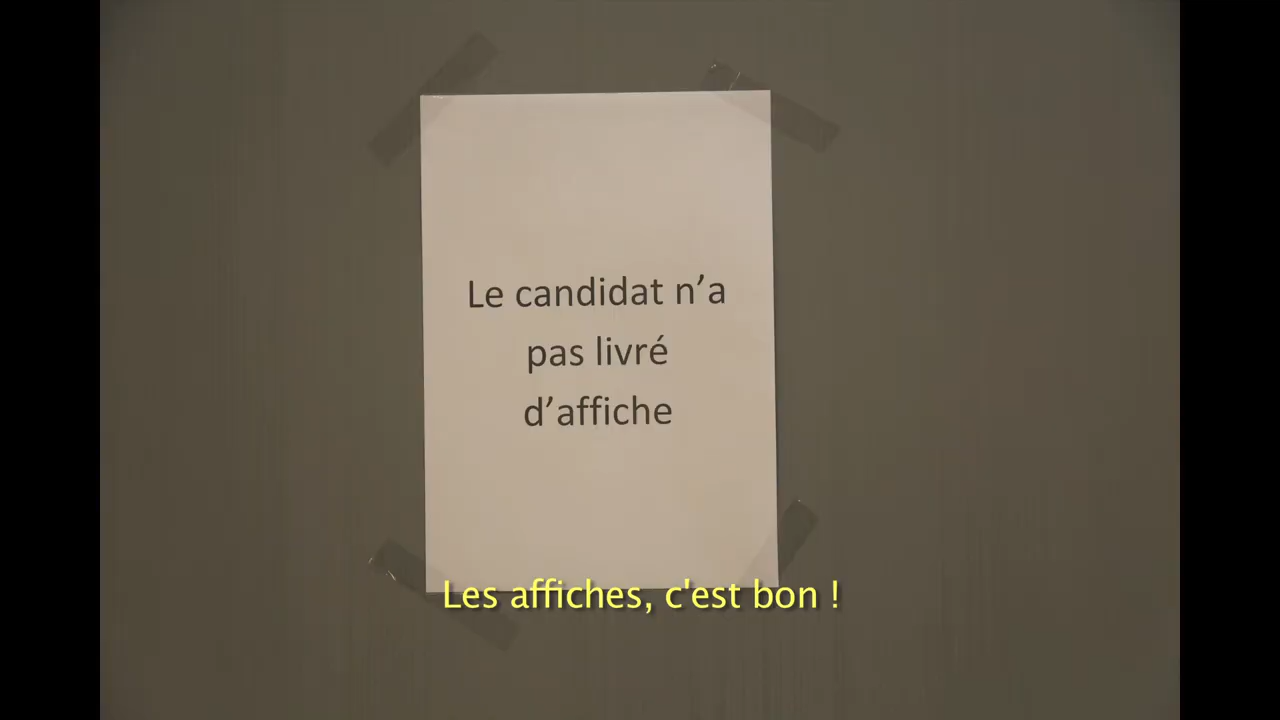 Le candidat n’a
pas livré
d’affiche
Les affiches, c'est bon !